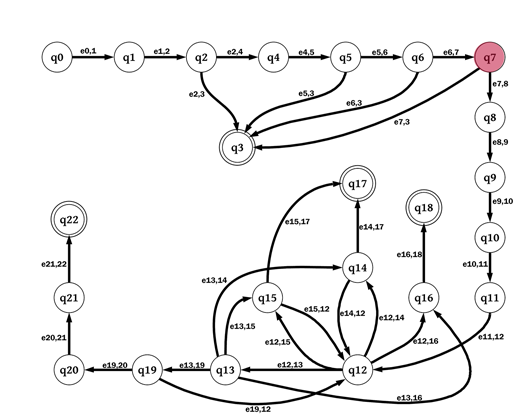 q0 e0,1 q1 e1,2 q2 e2,4 q4 e4,5 q5 e5,6 q6 e6,7 q7
e7,8
e2,3 e5,3 e6,3
q8
e7,3
q3
e8,9
q9
q17
e9,10
q22 q18
e15,17 e14,17
q10
e16,18
e21,22
e10,11
q14
e13,14
q21 q15 q16 q11
e15,12 e14,12 e12,14
e13,15
e11,12
e20,21
e12,15 e12,16
q20 e19,20 q19 e13,19 q13 e12,13 q12
e13,16
e19,12